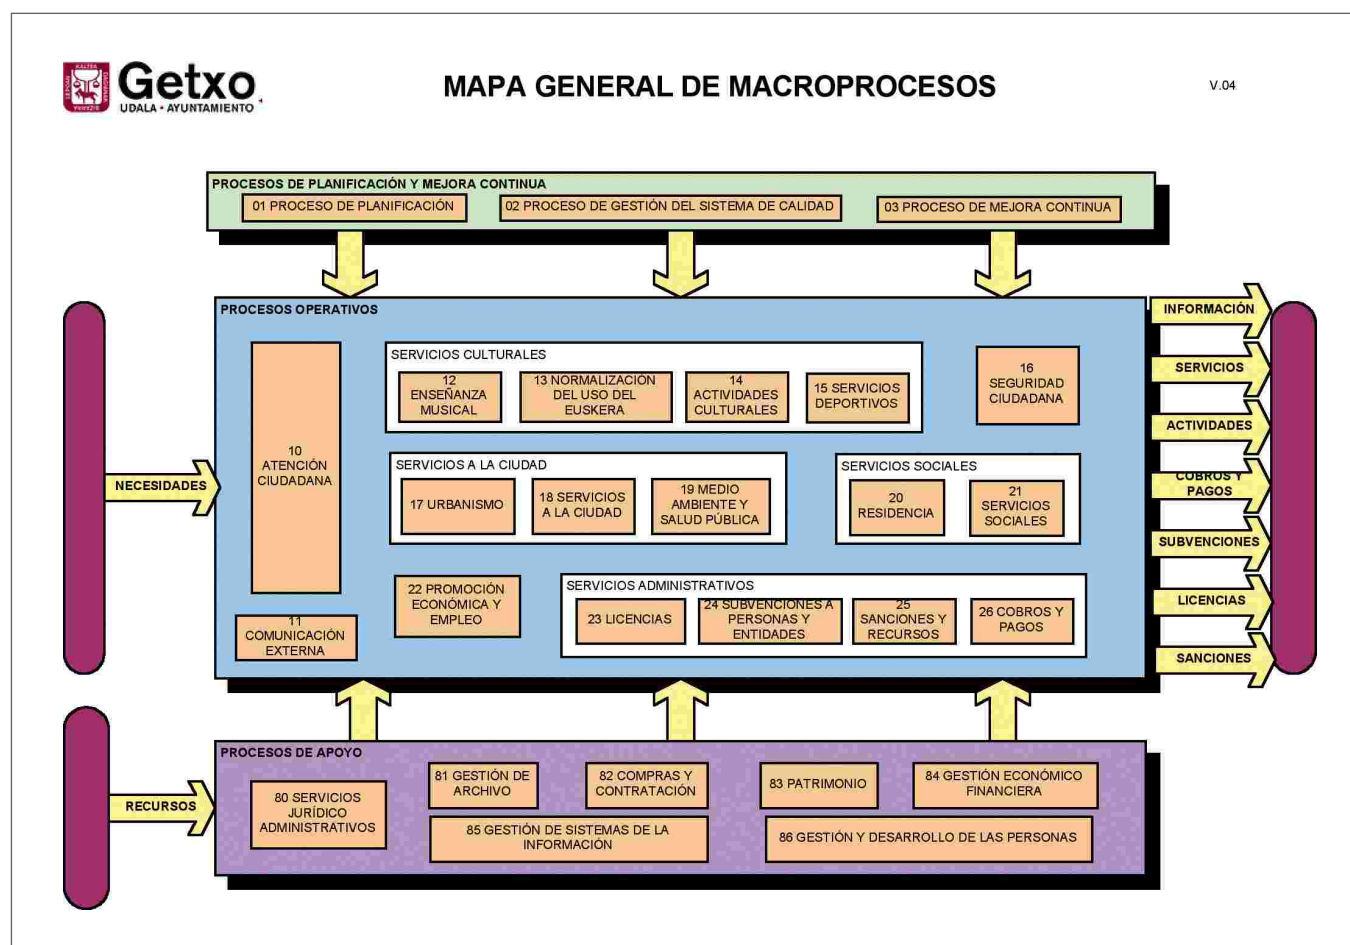 Getxo
UDALA • AYUNTAMIENTO
MAPA GENERAL DE MACROPROCESOS
V.04
PROCESOS DE PLANIFICACIÓN Y MEJORA CONTINUA
01 PROCESO DE PLANIFICACIÓN
02 PROCESO DE GESTIÓN DEL SISTEMA DE CALIDAD
03 PROCESO DE MEJORA CONTINUA
NECESIDADES
PROCESOS OPERATIVOS
10
ATENCIÓN
CIUDADANA
11
COMUNICACIÓN
EXTERNA
SERVICIOS CULTURALES
12
ENSEÑANZA
MUSICAL
13 NORMALIZACIÓN
DEL USO DEL
EUSKERA
14
ACTIVIDADES
CULTURALES
15 SERVICIOS
DEPORTIVOS
16
SEGURIDAD
CIUDADANA
SERVICIOS A LA CIUDAD
17 URBANISMO
18 SERVICIOS
A LA CIUDAD
19 MEDIO
AMBIENTE Y
SALUD PÚBLICA
SERVICIOS SOCIALES
20
RESIDENCIA
21
SERVICIOS
SOCIALES
22 PROMOCIÓN
ECONÓMICA Y
EMPLEO
SERVICIOS ADMINISTRATIVOS
23 LICENCIAS
24 SUBVENCIONES A
PERSONAS Y
ENTIDADES
25
SANCIONES Y
RECURSOS
26 COBROS Y
PAGOS
INFORMACIÓN
SERVICIOS
ACTIVIDADES
COBROS Y
PAGOS
SUBVENCIONES
LICENCIAS
SANCIONES
RECURSOS
PROCESOS DE APOYO
80 SERVICIOS
JURÍDICO
ADMINISTRATIVOS
81 GESTIÓN DE
ARCHIVO
82 COMPRAS Y
CONTRATACIÓN
83 PATRIMONIO
84 GESTIÓN ECONÓMICO
FINANCIERA
85 GESTIÓN DE SISTEMAS DE LA
INFORMACIÓN
86 GESTIÓN Y DESARROLLO DE LAS PERSONAS